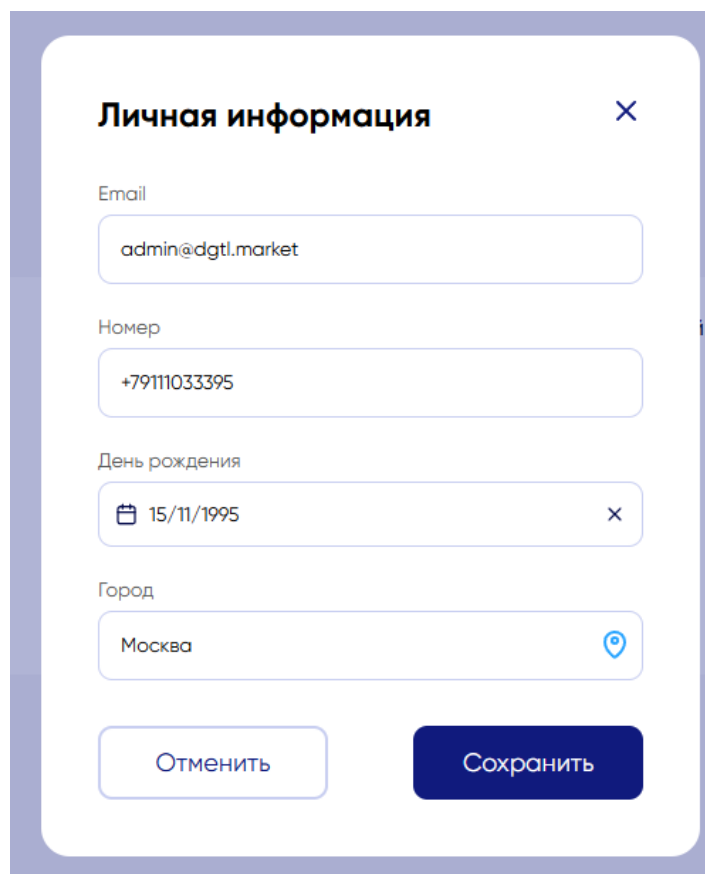 Личная информация
Email
admin@dgtl.market
Номер
+79111033395
День рождения
15/11/1995
Город
Москва
Отменить
Сохранить